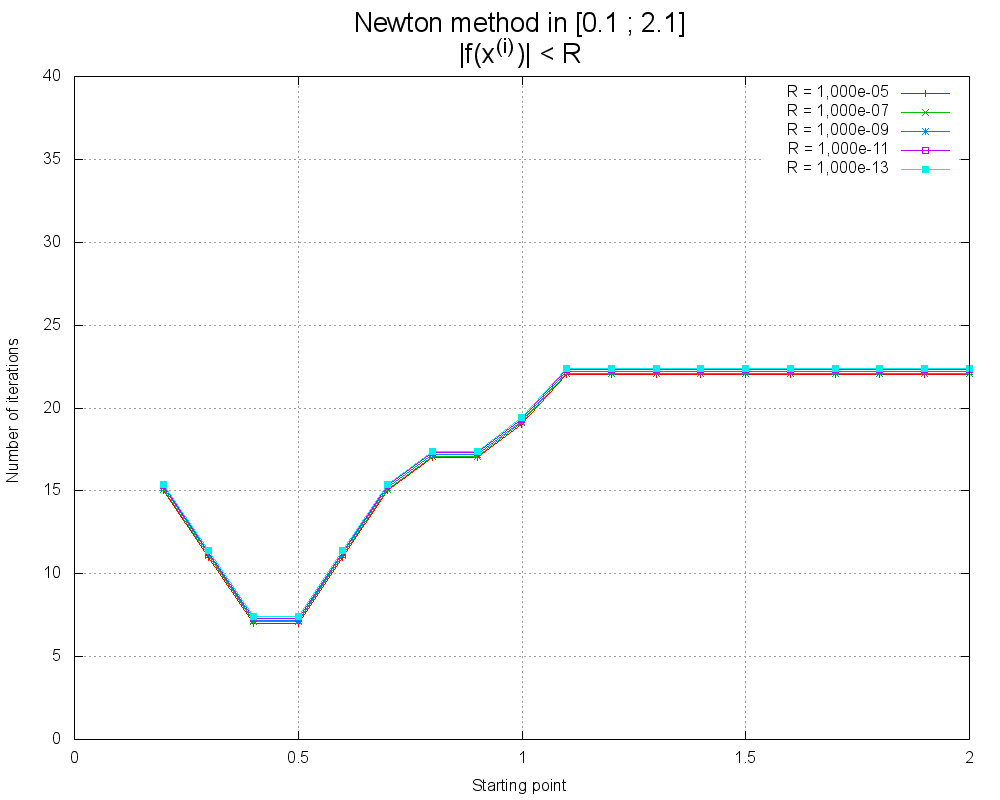 Newton method in [0.1 ; 2.1]
|f(x^(i))| < R
R = 1,000e-05
R = 1,000e-07
R = 1,000e-09
R = 1,000e-11
R = 1,000e-13
40
35
30
25
20
15
10
5
0
Number of iterations
0 0.5 1 1.5 2
Starting point